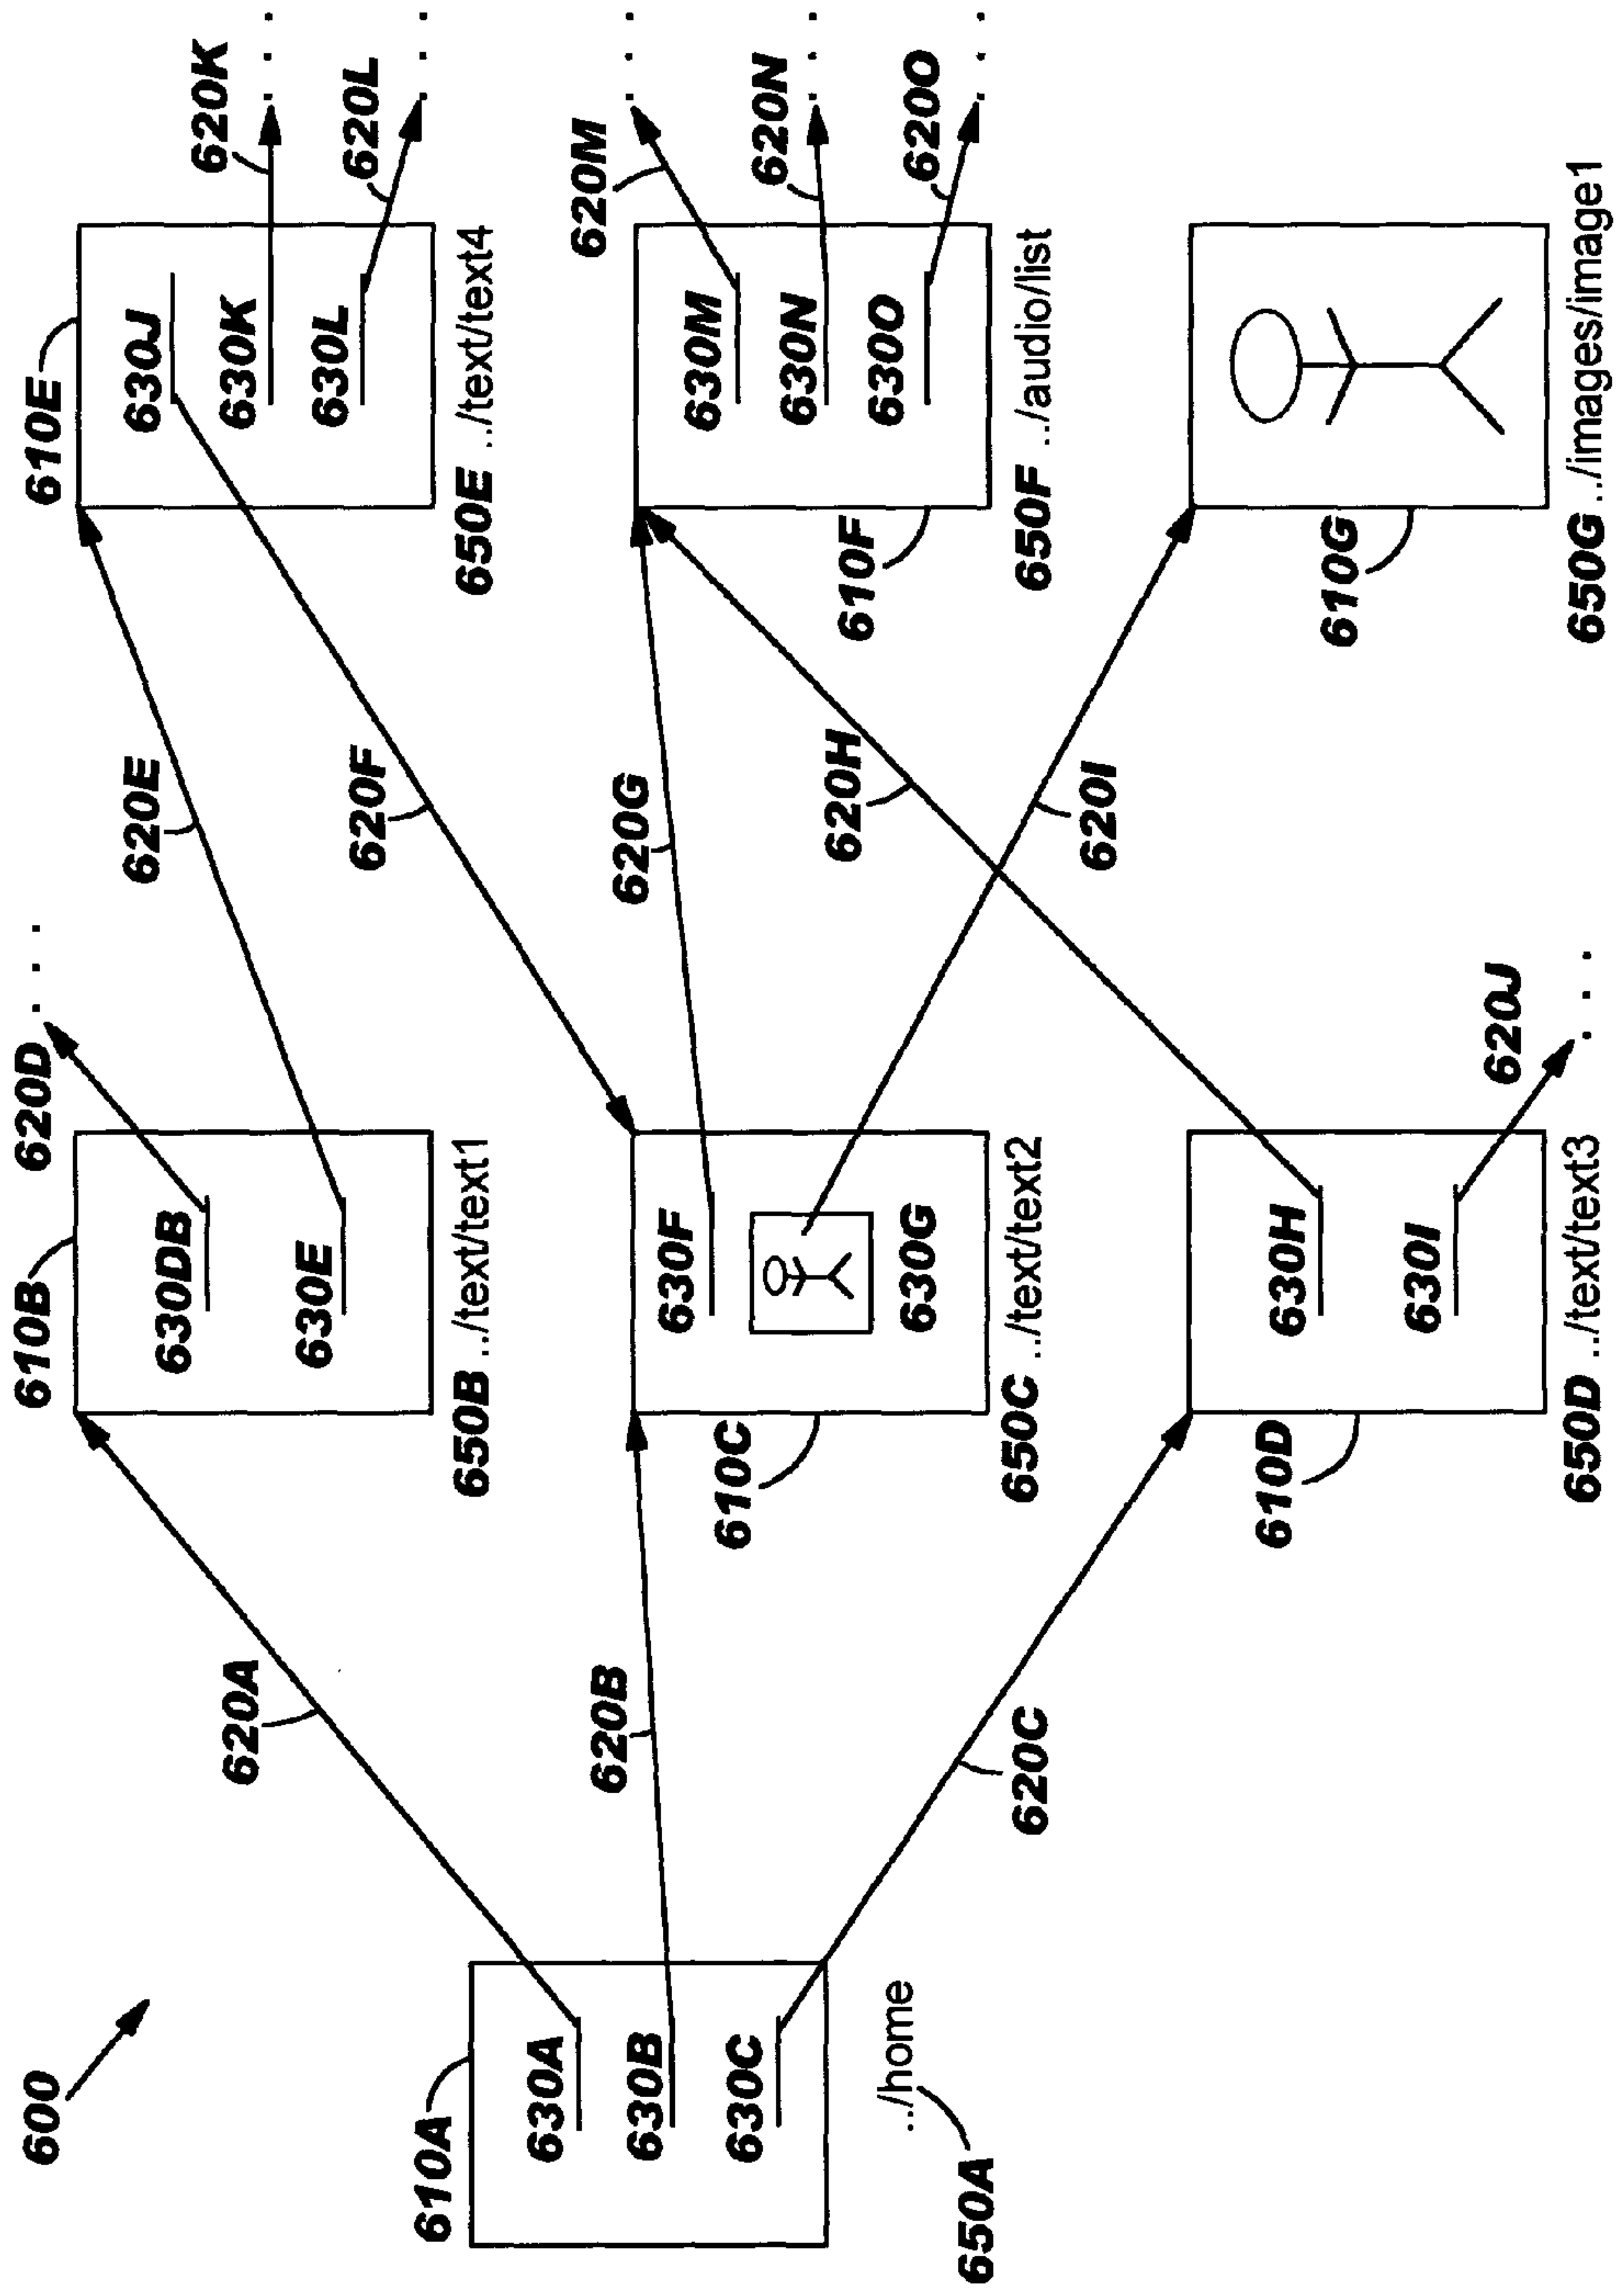 600
610A
630A
630B
630C
../home
650A
620A
620B
620C
610B
630DB
630E
650B ../text/text1
620D . . .
610C
630F
630G
650C ../text/text2
610D
630H
630I
650D ../text/text3
620J
. . .
620E
620F
620G
620H
620I
610E
630J
630K
630L
650E ../text/text4
620K
. . .
620L
. . .
610F
630M
630N
630O
650F ../audio/list
620M
. . .
620N
. . .
620O
. . .
610G
650G ../images/image1